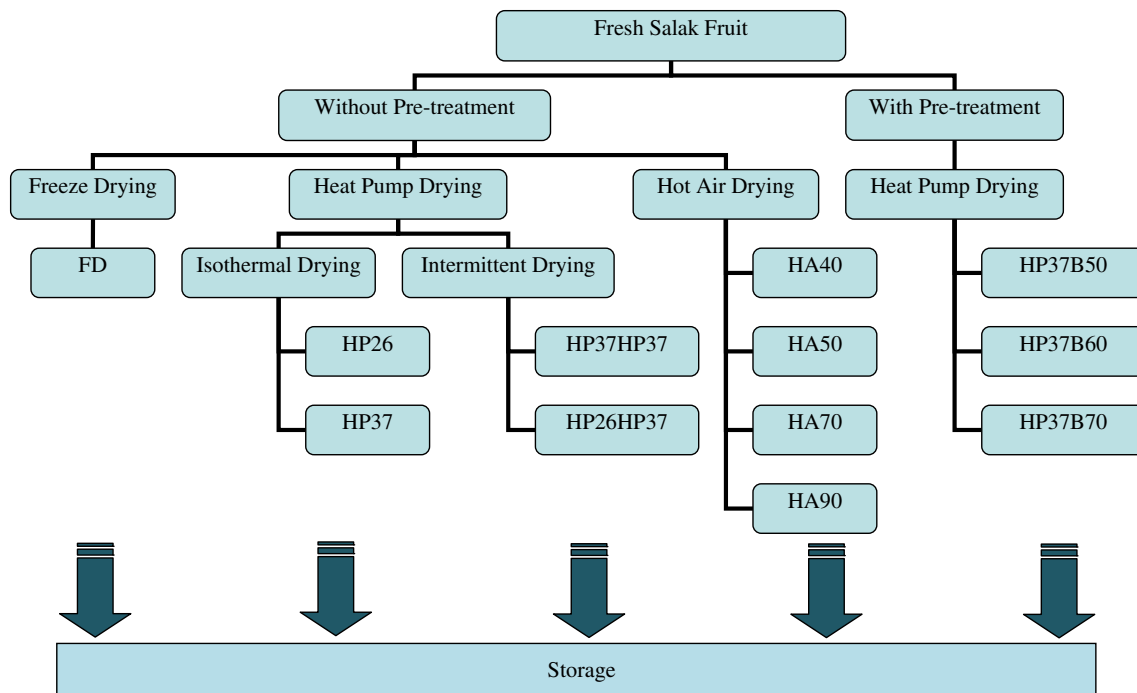 Fresh Salak Fruit
Without Pre-treatment
With Pre-treatment
Freeze Drying
Heat Pump Drying
Hot Air Drying
Heat Pump Drying
FD
Isothermal Drying
Intermittent Drying
HA40
HP37B50
HP26
HP37HP37
HA50
HP37B60
HP37
HP26HP37
HA70
HP37B70
HA90
Storage